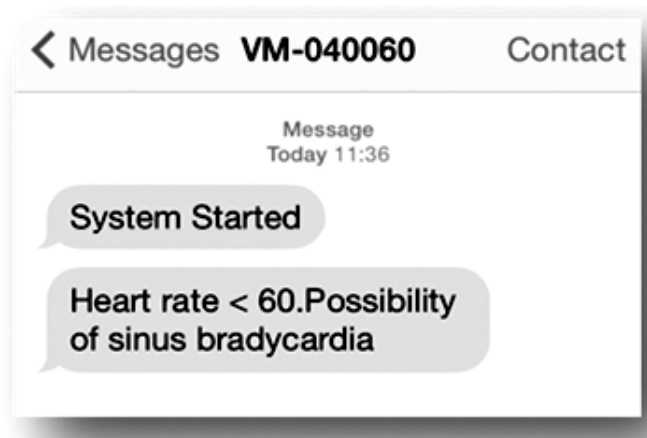 Messages VM-040060 Contact
Message
Today 11:36
System Started
Heart rate < 60.Possibility
of sinus bradycardia